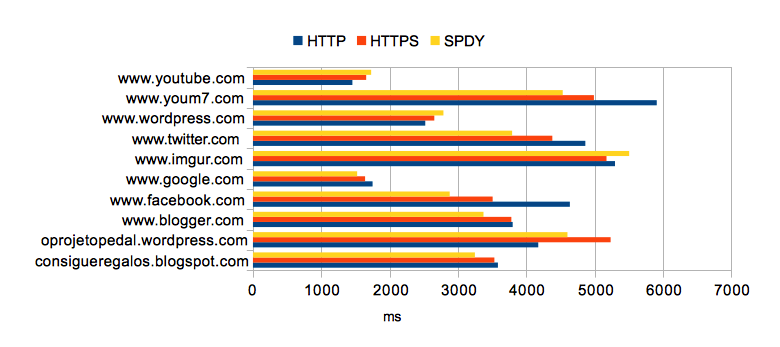 HTTP HTTPS SPDY
www.youtube.com
www.youm7.com
www.wordpress.com
www.twitter.com
www.imgur.com
www.google.com
www.facebook.com
www.blogger.com
oprojetopedal.wordpress.com
consigueregalos.blogspot.com
0 1000 2000 3000 4000 5000 6000 7000
ms